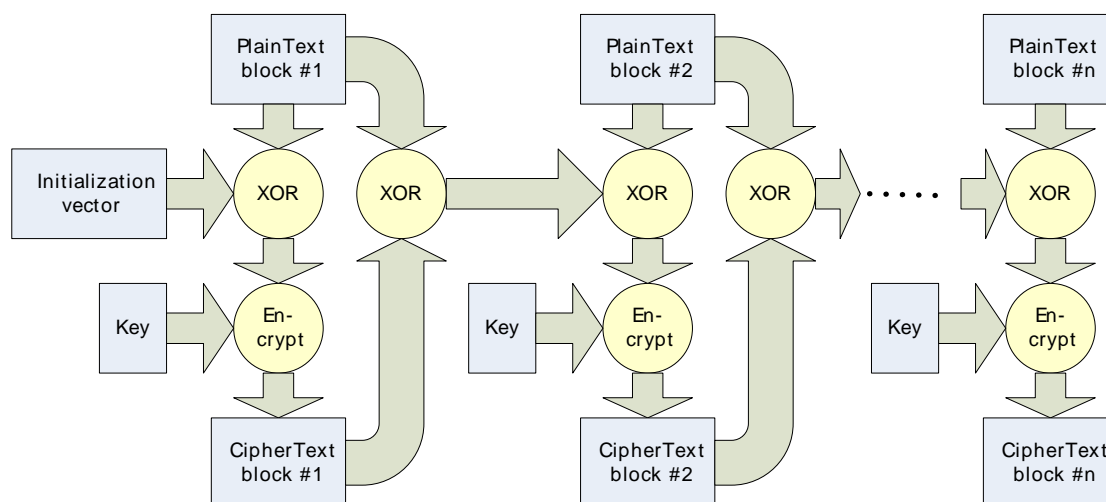 PlainText
block #1
PlainText
block #2
PlainText
block #n
Initialization
vector
XOR
XOR
XOR
XOR
XOR
Key
En-
crypt
Key
En-
crypt
Key
En-
crypt
CipherText
block #1
CipherText
block #2
CipherText
block #n